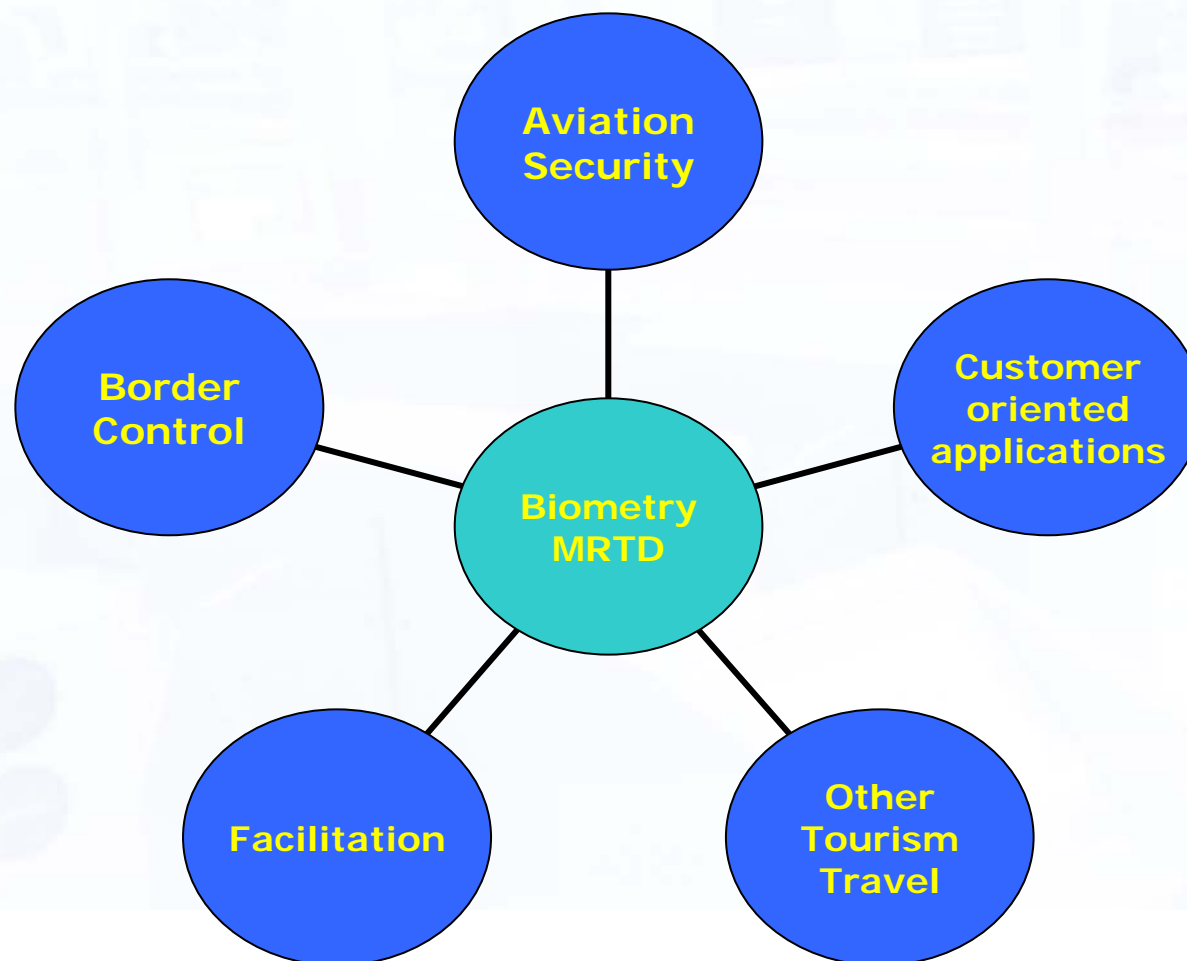 Aviation
Security
Border
Control
Customer
oriented
applications
Biometry
MRTD
Facilitation
Other
Tourism
Travel